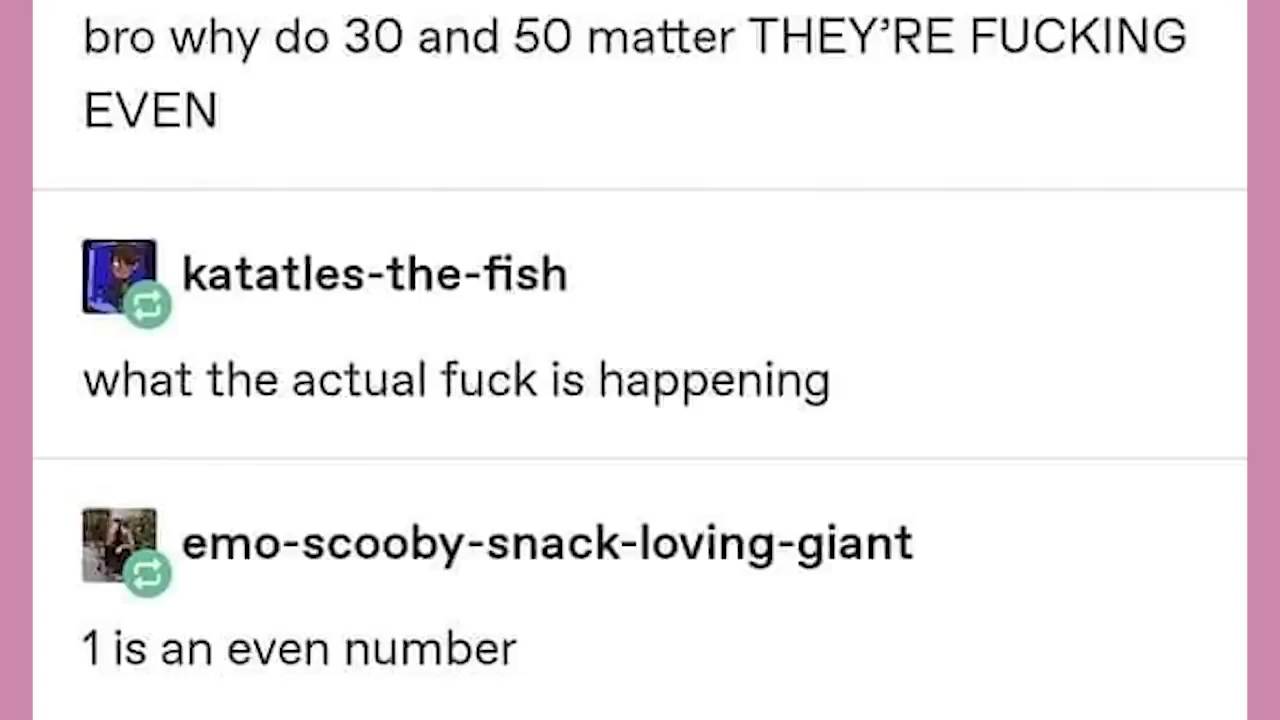 bro why do 30 and 50 matter THEY’RE FUCKING
EVEN
katatles-the-fish
what the actual fuck is happening
emo-scooby-snack-loving-giant
1 is an even number